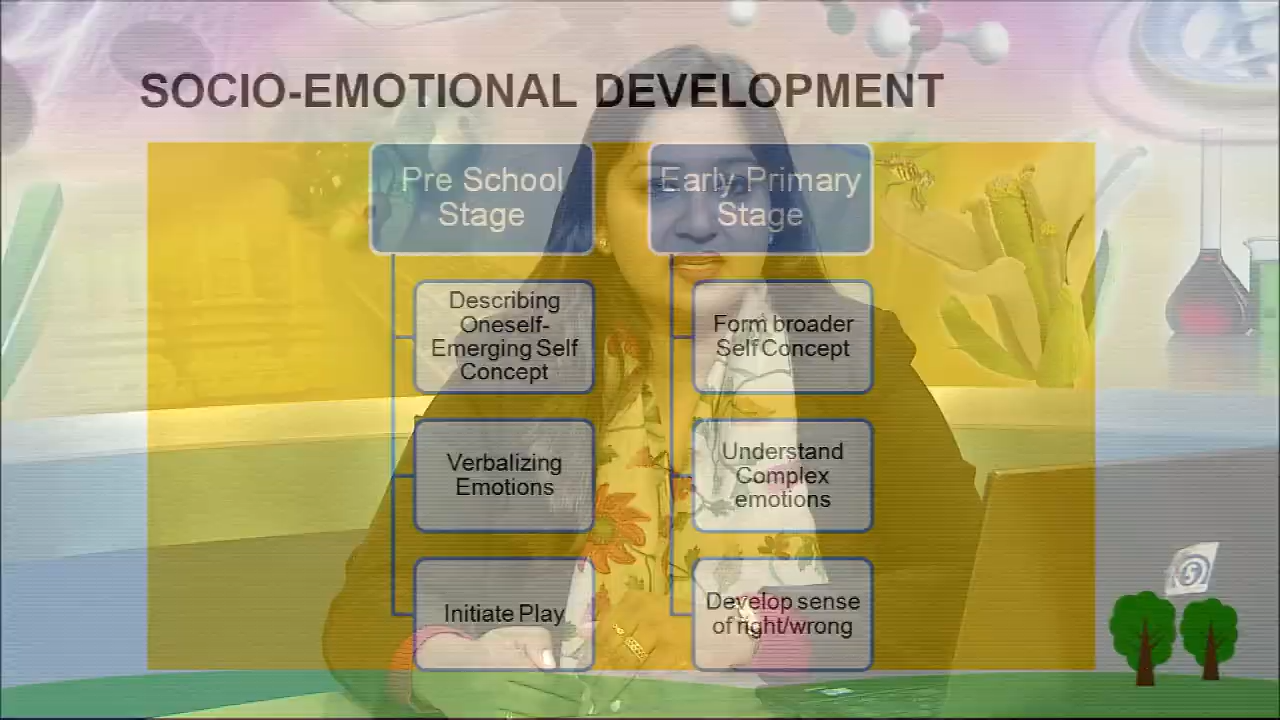 SOCIO-EMOTIONAL DEVELOPMENT
Pre School
Stage
Describing
Oneself-
Emerging Self
Concept
Verbalizing
Emotions
Initiate Play
Early Primary
Stage
Form broader
Self Concept
Understand
Complex
emotions
Develop sense
of right/wrong